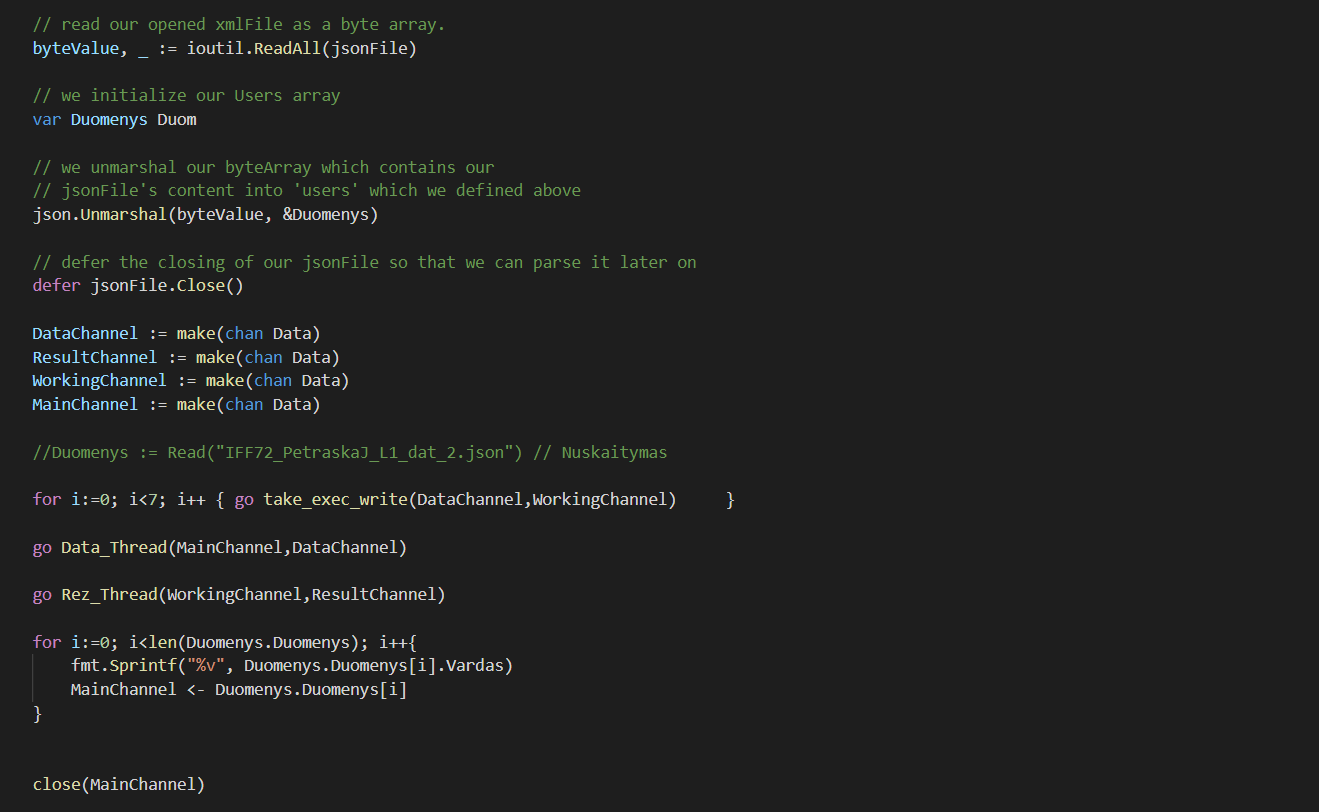 // read our opened xmlFile as a byte array.
byteValue, _ := ioutil.ReadAll(jsonFile)
// we initialize our Users array
var Duomenys Duom
// we unmarshal our byteArray which contains our
// jsonFile's content into 'users' which we defined above
json.Unmarshal(byteValue, &Duomenys)
// defer the closing of our jsonFile so that we can parse it later on
defer jsonFile.Close()
DataChannel := make(chan Data)
ResultChannel := make(chan Data)
WorkingChannel := make(chan Data)
MainChannel := make(chan Data)
//Duomenys := Read("IFF72_PetraskaJ_L1_dat_2.json") // Nuskaitymas
for i:=0; i<7; i++ { go take_exec_write(DataChannel,WorkingChannel)     }
go Data_Thread(MainChannel,DataChannel)
go Rez_Thread(WorkingChannel,ResultChannel)
for i:=0; i<len(Duomenys.Duomenys); i++{
    fmt.Sprintf("%v", Duomenys.Duomenys[i].Vardas)
    MainChannel <- Duomenys.Duomenys[i]
}
close(MainChannel)